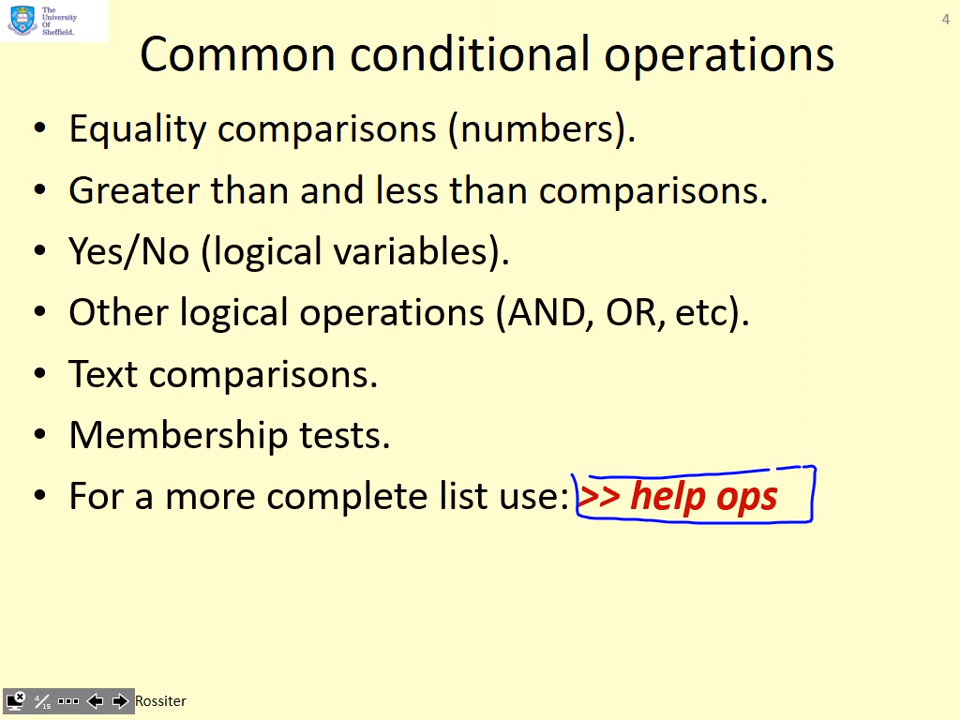 The
University
Of
Sheffield.
4
Common conditional operations
• Equality comparisons (numbers).
• Greater than and less than comparisons.
• Yes/No (logical variables).
• Other logical operations (AND, OR, etc).
• Text comparisons.
• Membership tests.
• For a more complete list use: >> help ops
4/15
Rossiter